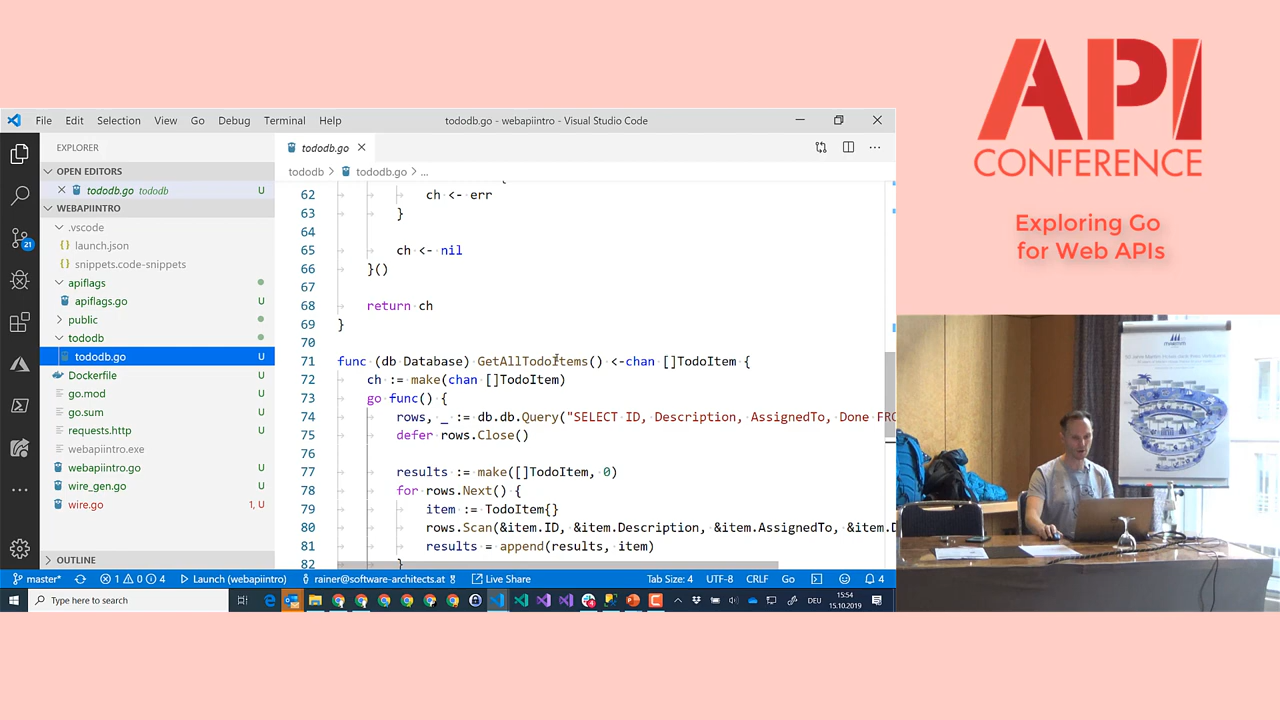 File Edit Selection View Go Debug Terminal Help
tododb.go - webapiintro - Visual Studio Code
EXPLORER
OPEN EDITORS
tododb.go tododb U
WEBAPIINTRO
.vscode
launch.json
snippets.code-snippets
apiflags
apiflags.go U
public
tododb
tododb.go U
Dockerfile U
go.mod U
go.sum U
requests.http U
webapiintro.exe
webapiintro.go U
wire_gen.go U
wire.go 1, U
OUTLINE
21
tododb.go
tododb > tododb.go > ...
62 ch <- err
63 }
64
65 ch <- nil
66 }()
67
68 return ch
69 }
70
71 func (db Database) GetAllTodoItems() <-chan []TodoItem {
72 ch := make(chan []TodoItem)
73 go func() {
74 rows, _ := db.db.Query("SELECT ID, Description, AssignedTo, Done FRO
75 defer rows.Close()
76
77 results := make([]TodoItem, 0)
78 for rows.Next() {
79 item := TodoItem{}
80 rows.Scan(&item.ID, &item.Description, &item.AssignedTo, &item.D
81 results = append(results, item)
82 }
master* 1 0 4 Launch (webapiintro) rainer@software-architects.at Live Share Tab Size: 4 UTF-8 CRLF Go 4
Type here to search
DEU
15:54
15.10.2019
API
CONFERENCE
Exploring Go
for Web APIs